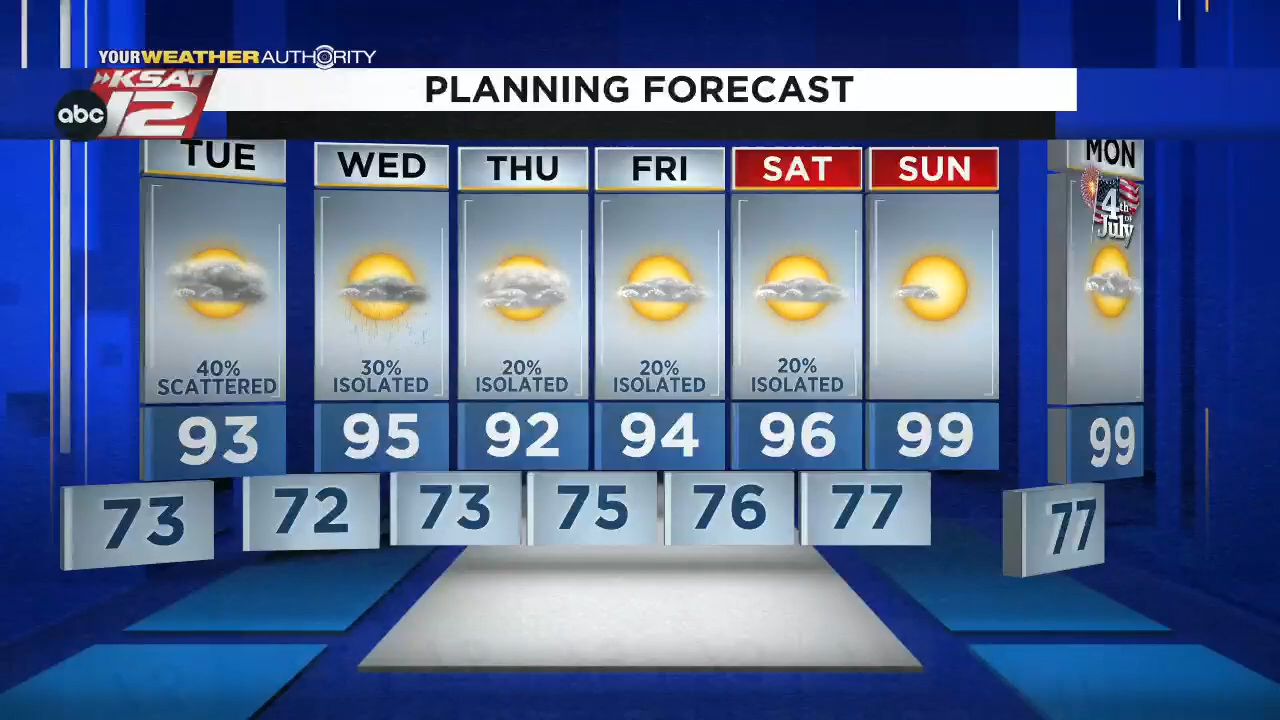 YOURWEATHERAUTHORITY
KSAT
abc
12
PLANNING FORECAST
TUE
WED
THU
FRI
SAT
SUN
MON
4th
of
July
40%
SCATTERED
30%
ISOLATED
20%
ISOLATED
20%
ISOLATED
20%
ISOLATED
93
95
92
94
96
99
99
73
72
73
75
76
77
77